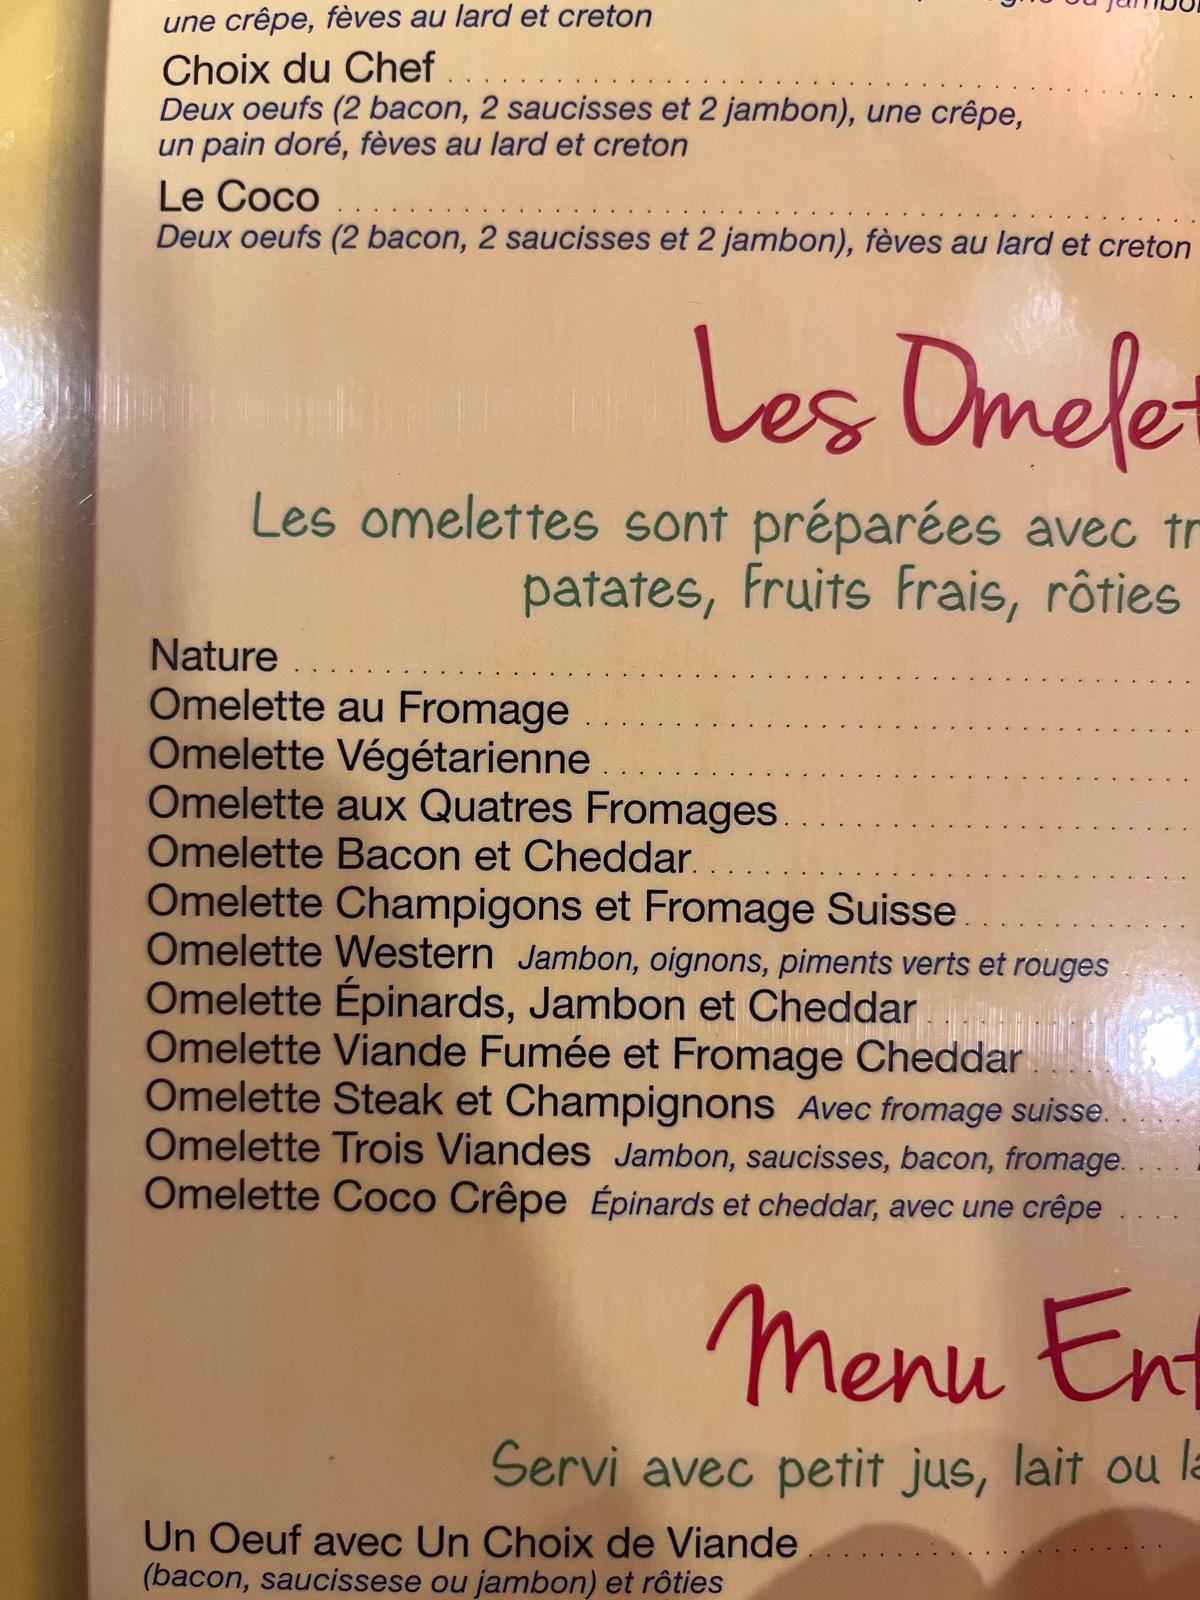 une crêpe, fèves au lard et creton
Choix du Chef
Deux oeufs (2 bacon, 2 saucisses et 2 jambon), une crêpe,
un pain doré, fèves au lard et creton
Le Coco
Deux oeufs (2 bacon, 2 saucisses et 2 jambon), fèves au lard et creton
Les
Les omelettes sont préparées avec
patates, fruits frais, rôties
Nature
Omelette au Fromage
Omelette Végétarienne
Omelette aux Quatres Fromages
Omelette Bacon et Cheddar
Omelette Champigons et Fromage Suisse
Omelette Western Jambon, oignons, piments verts et rouges
Omelette Épinards, Jambon et Cheddar
Omelette Viande Fumée et Fromage Cheddar
Omelette Steak et Champignons Avec fromage suisse
Omelette Trois Viandes Jambon, saucisses, bacon, fromage
Omelette Coco Crêpe Épinards et cheddar, avec une crêpe
Menu
Servi avec petit jus, lait ou
Un Oeuf avec Un Choix de Viande
(bacon, saucissese ou jambon) et rôties